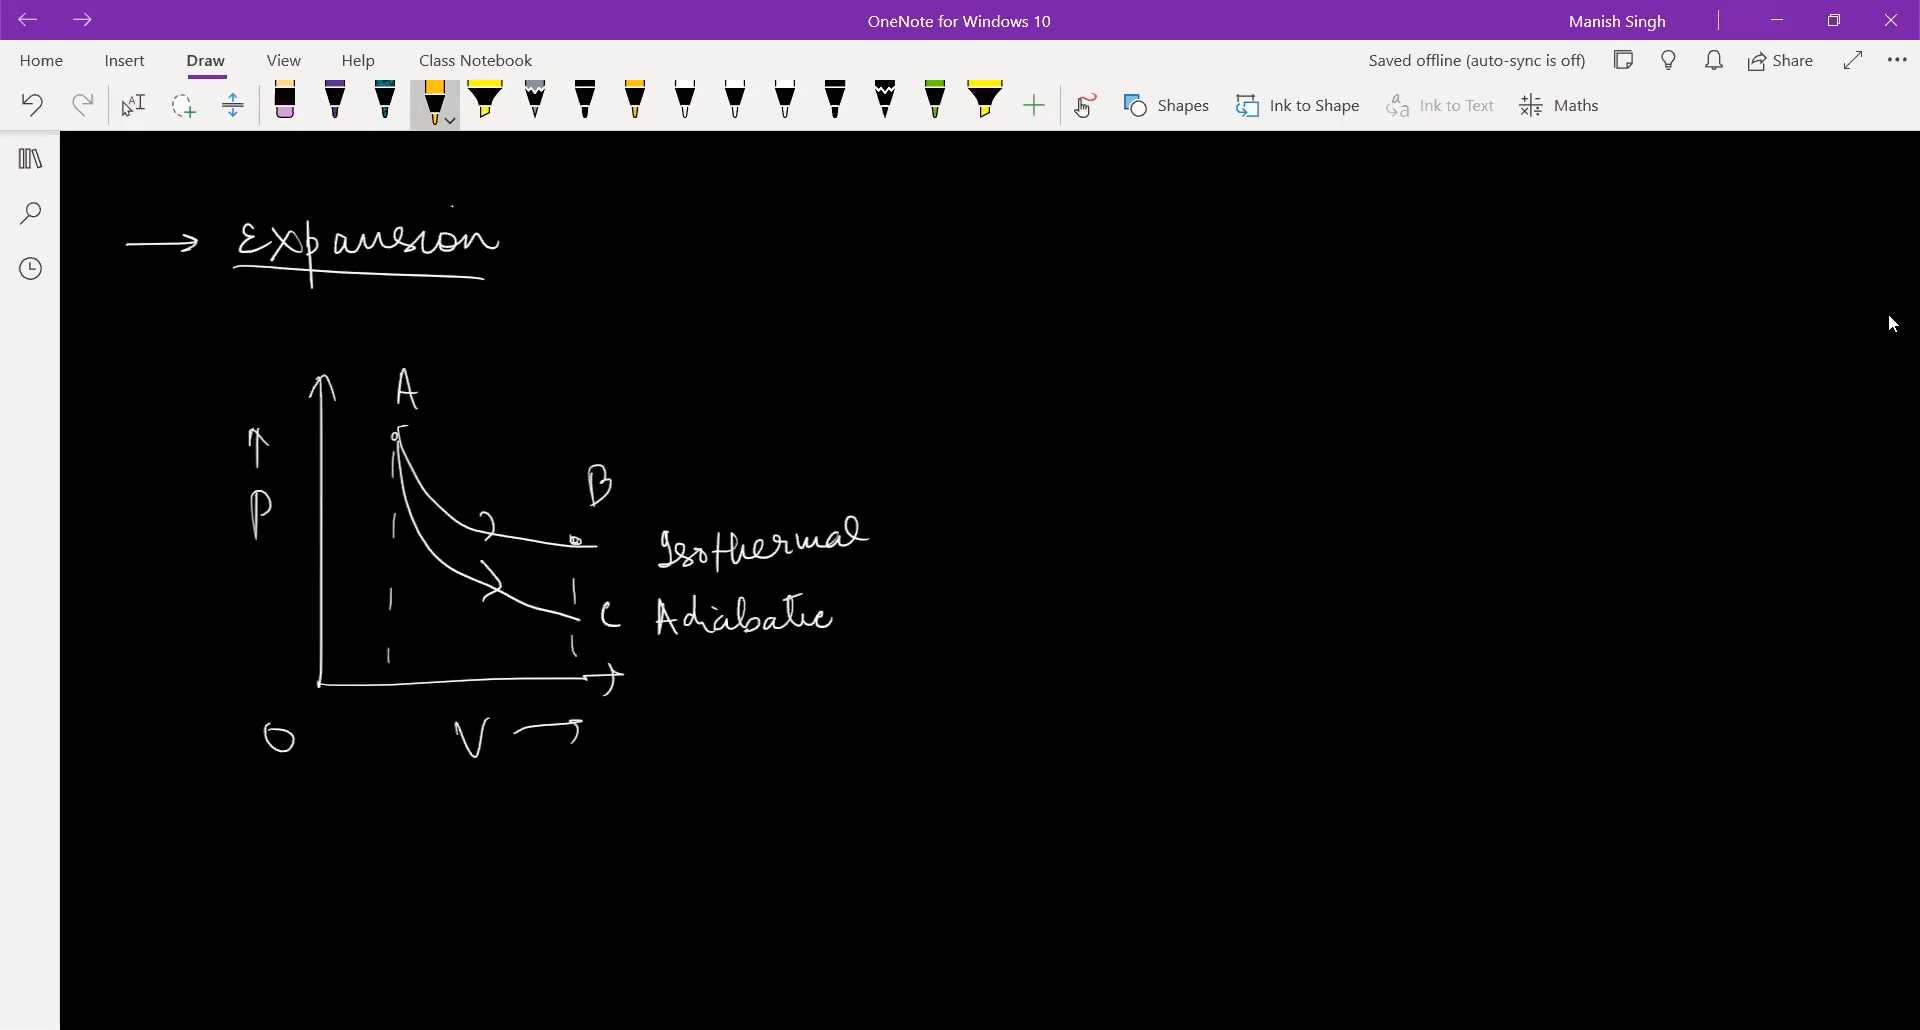 OneNote for Windows 10
Manish Singh
Home Insert Draw View Help Class Notebook
Saved offline (auto-sync is off)
Share
Shapes Ink to Shape Ink to Text Maths
→ Expansion
A
↑
P
B
Isothermal
C Adiabatic
O V →